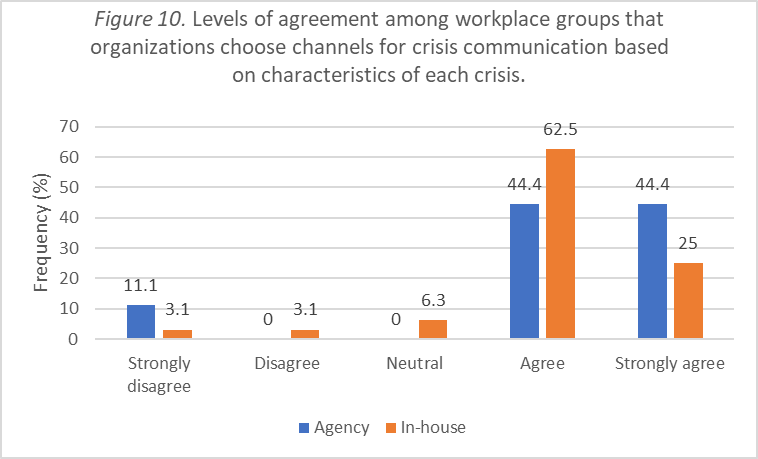 Figure 10. Levels of agreement among workplace groups that
organizations choose channels for crisis communication based
on characteristics of each crisis.
Frequency (%)
70
60
50
40
30
20
10
0
11.1
3.1
0
3.1
0
6.3
44.4
62.5
44.4
25
Strongly
disagree
Disagree
Neutral
Agree
Strongly agree
Agency
In-house